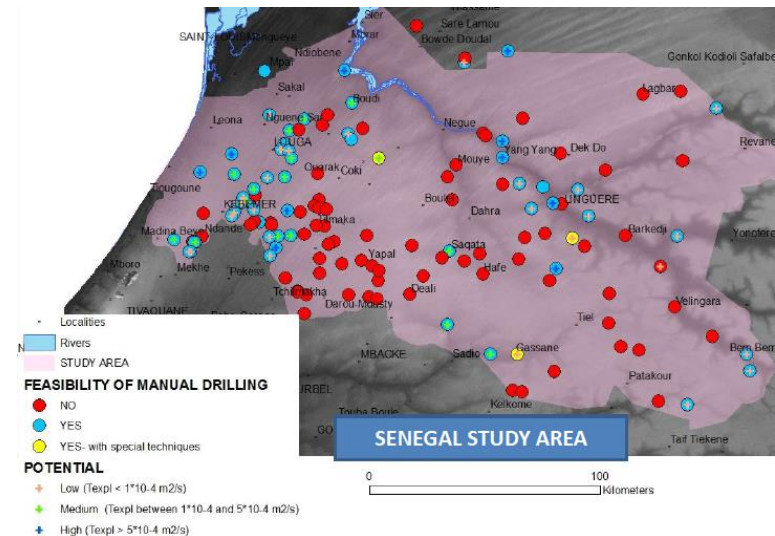 Sier
SAINT-LOUIS
Mbrar
Sare Lamou
Bowde Doudal
Ndiobene
Mpal
Gonkol Kodioli Safalbe
Sakal
Lagbar
Boudi
Leona
Nguene Sar
Negue
LOUGA
Yang Yang
Dek Do
Revane
Ouarak
Coki
Mouye
Tiougoune
LINGUERE
KEBEMER
Boulel
Dahra
Ndande
Madina Beye
Barkedji
Yonofere
Sagata
Mboro
Mekhe
Pekess
Yapal
Hafe
Tchilmakha
Deali
Darou-Mousty
Velingara
TIVAOUANE
Tiel
MBACKE
Sadio
Gassane
Bem Bem
Patakour
Kelkome
Touba Boule
Taif Tiekene
Localities
Rivers
STUDY AREA
FEASIBILITY OF MANUAL DRILLING
NO
YES
YES- with special techniques
POTENTIAL
Low (Texpl < 1*10-4 m2/s)
Medium (Texpl between 1*10-4 and 5*10-4 m2/s)
High (Texpl > 5*10-4 m2/s)
SENEGAL STUDY AREA
0 100
Kilometers